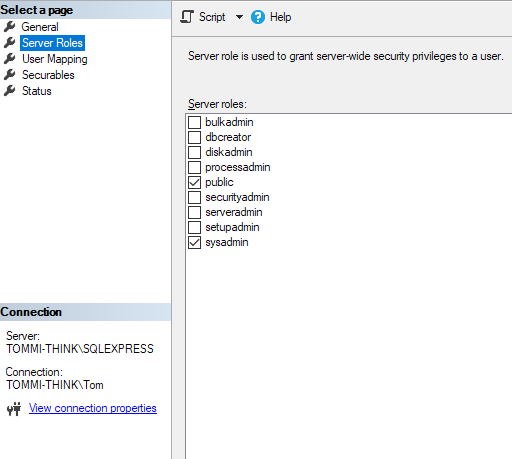 Select a page
General
Server Roles
User Mapping
Securables
Status
Script
Help
Server role is used to grant server-wide security privileges to a user.
Server roles:
bulkadmin
dbcreator
diskadmin
processadmin
public
securityadmin
serveradmin
setupadmin
sysadmin
Connection
Server:
TOMMI-THINK\SQLEXPRESS
Connection:
TOMMI-THINK\Tom
View connection properties